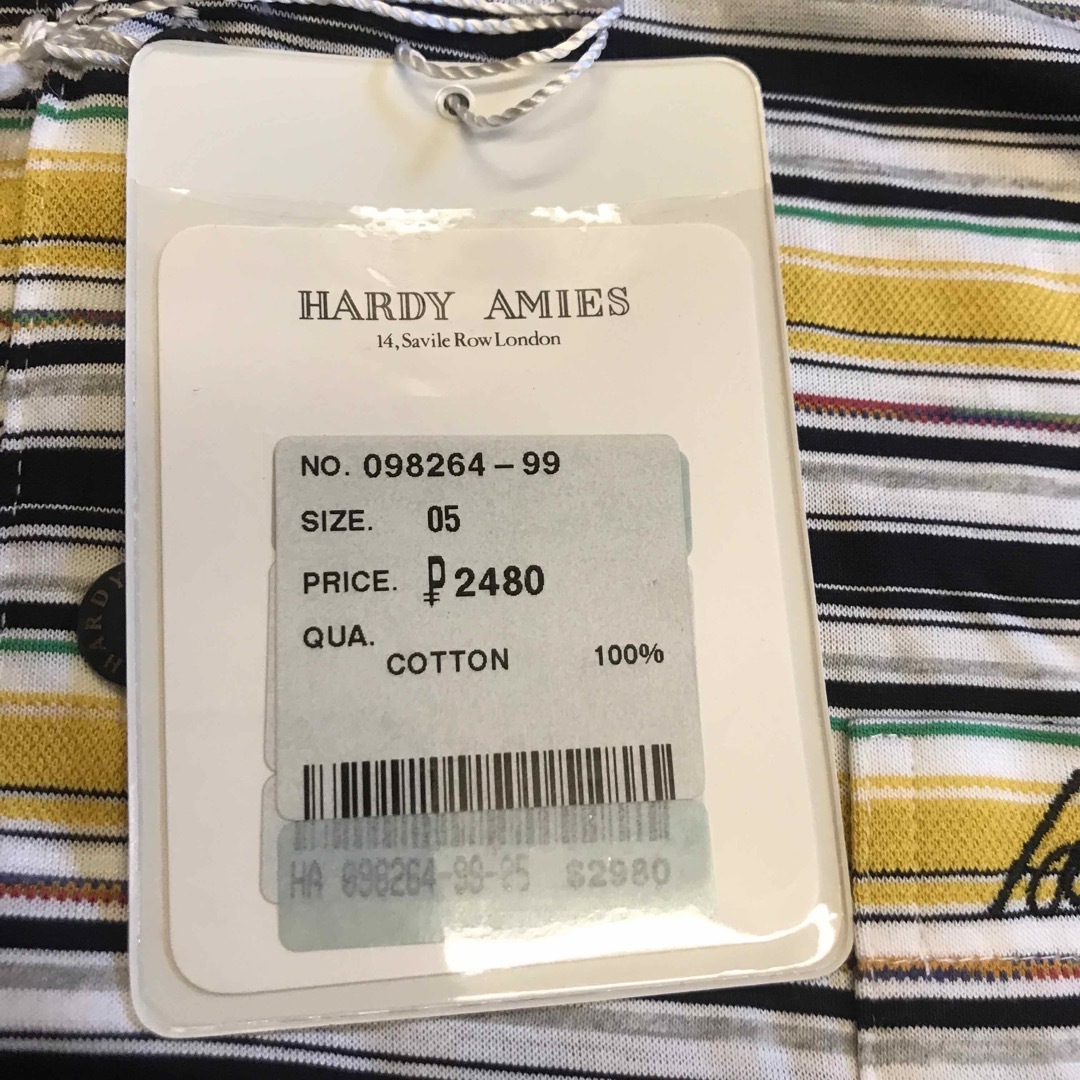 HARDY AMIES
14, Savile Row London
NO. 098264-99
SIZE. 05
PRICE. ₽2480
QUA.
COTTON 100%
HA 098264-99-05 $2980
HARDY